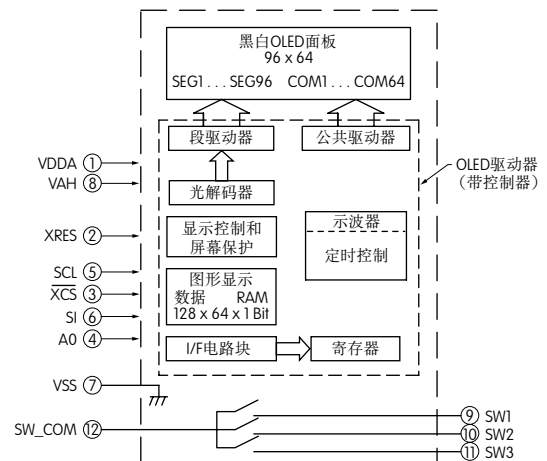 黑白OLED面板
96 x 64
SEG1 . . . SEG96 COM1 . . . COM64
段驱动器
公共驱动器
VDDA ①
VAH ⑧
OLED驱动器
（带控制器）
光解码器
XRES ②
显示控制和
屏幕保护
示波器
定时控制
SCL ⑤
XCS ③
SI ⑥
A0 ④
图形显示
数据 RAM
128 x 64 x 1 Bit
I/F电路块
寄存器
VSS ⑦
SW_COM ⑫
⑨ SW1
⑩ SW2
⑪ SW3